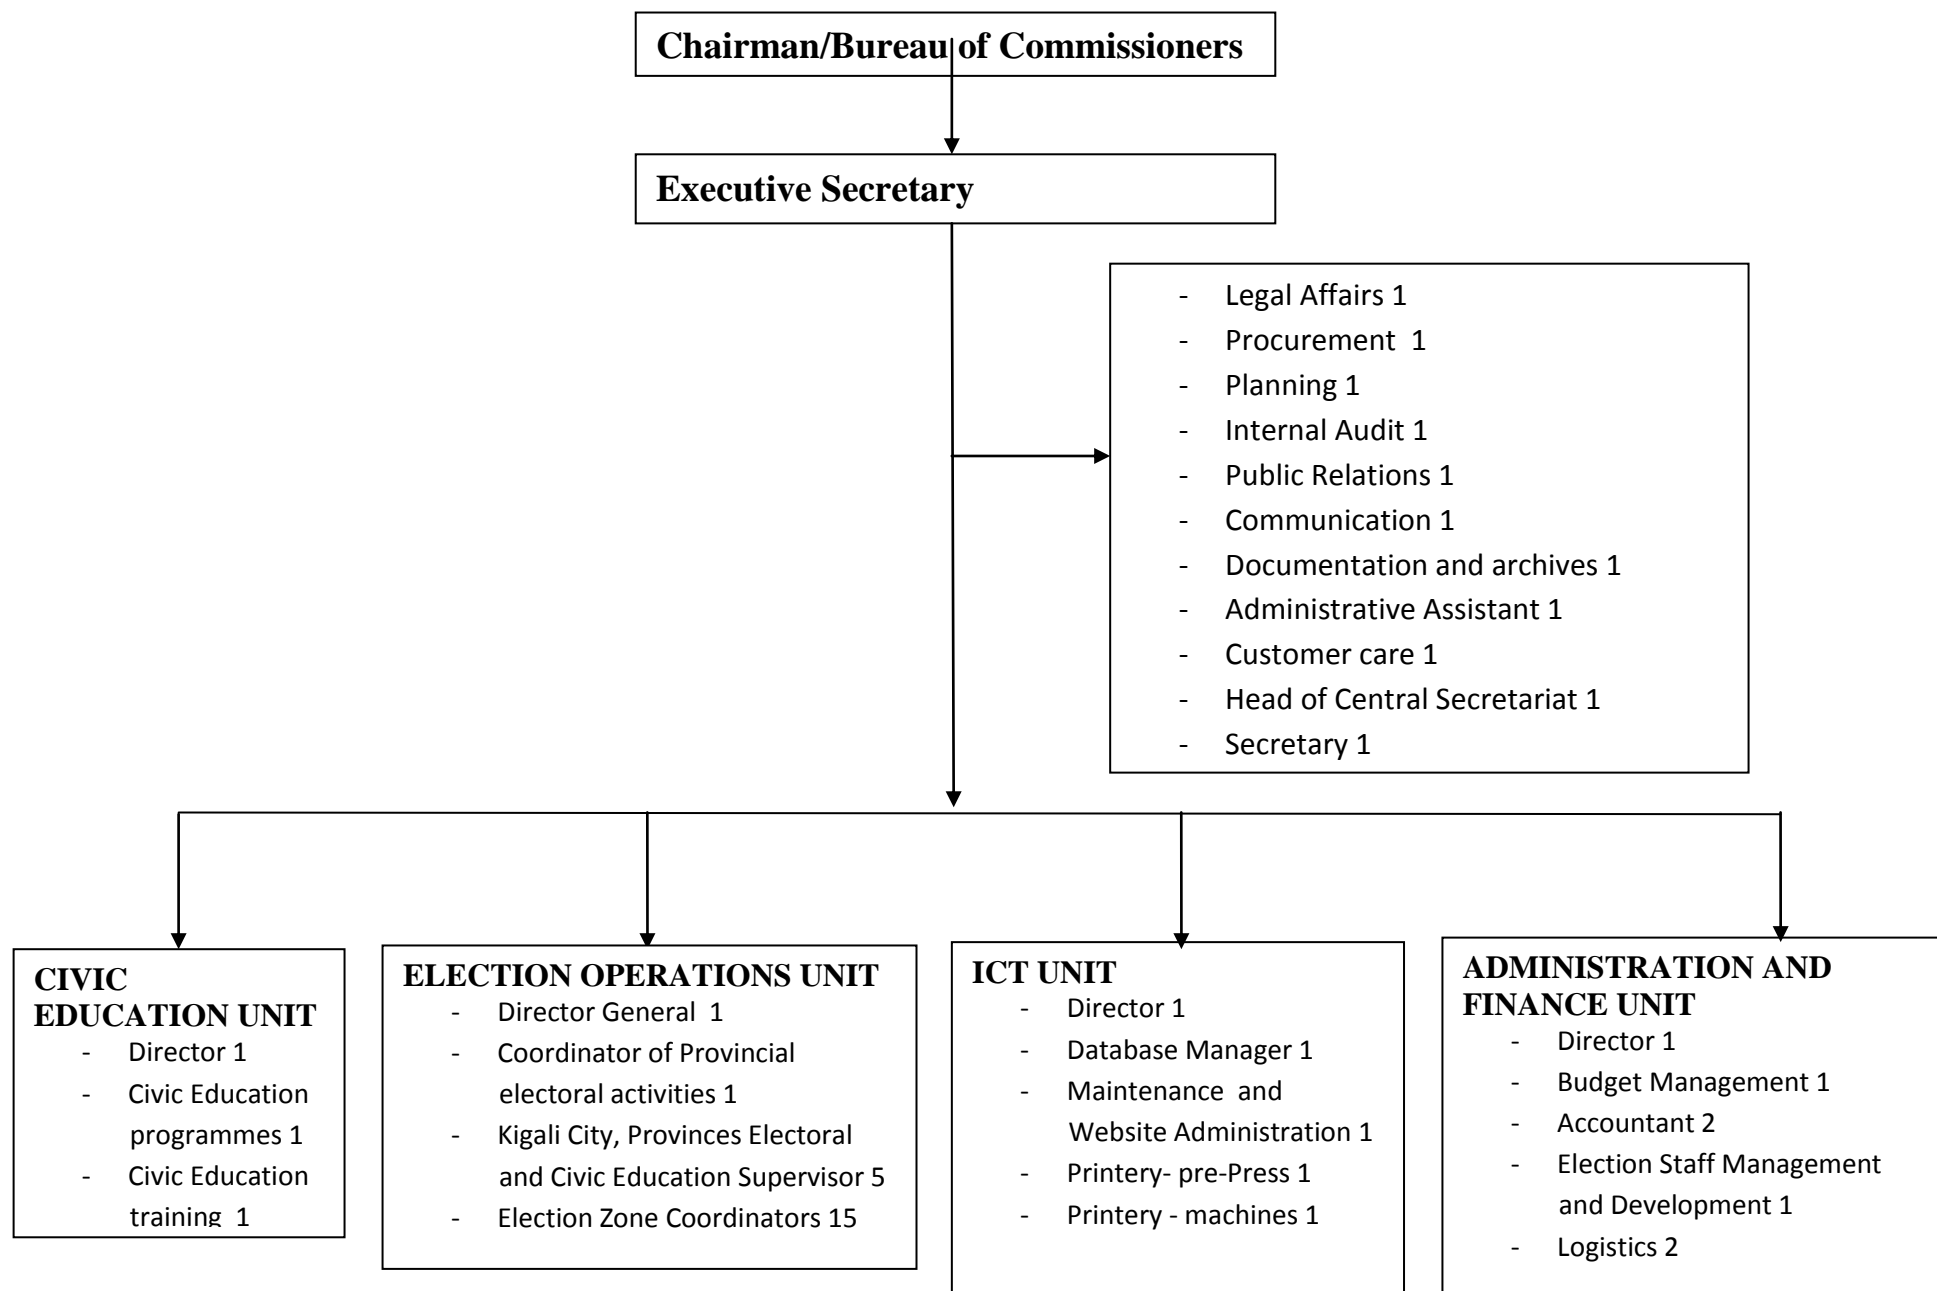 Chairman/Bureau of Commissioners
Executive Secretary
- Legal Affairs 1
- Procurement 1
- Planning 1
- Internal Audit 1
- Public Relations 1
- Communication 1
- Documentation and archives 1
- Administrative Assistant 1
- Customer care 1
- Head of Central Secretariat 1
- Secretary 1
CIVIC
EDUCATION UNIT
- Director 1
- Civic Education
programmes 1
- Civic Education
training 1
ELECTION OPERATIONS UNIT
- Director General 1
- Coordinator of Provincial
electoral activities 1
- Kigali City, Provinces Electoral
and Civic Education Supervisor 5
- Election Zone Coordinators 15
ICT UNIT
- Director 1
- Database Manager 1
- Maintenance and
Website Administration 1
- Printery- pre-Press 1
- Printery - machines 1
ADMINISTRATION AND
FINANCE UNIT
- Director 1
- Budget Management 1
- Accountant 2
- Election Staff Management
and Development 1
- Logistics 2